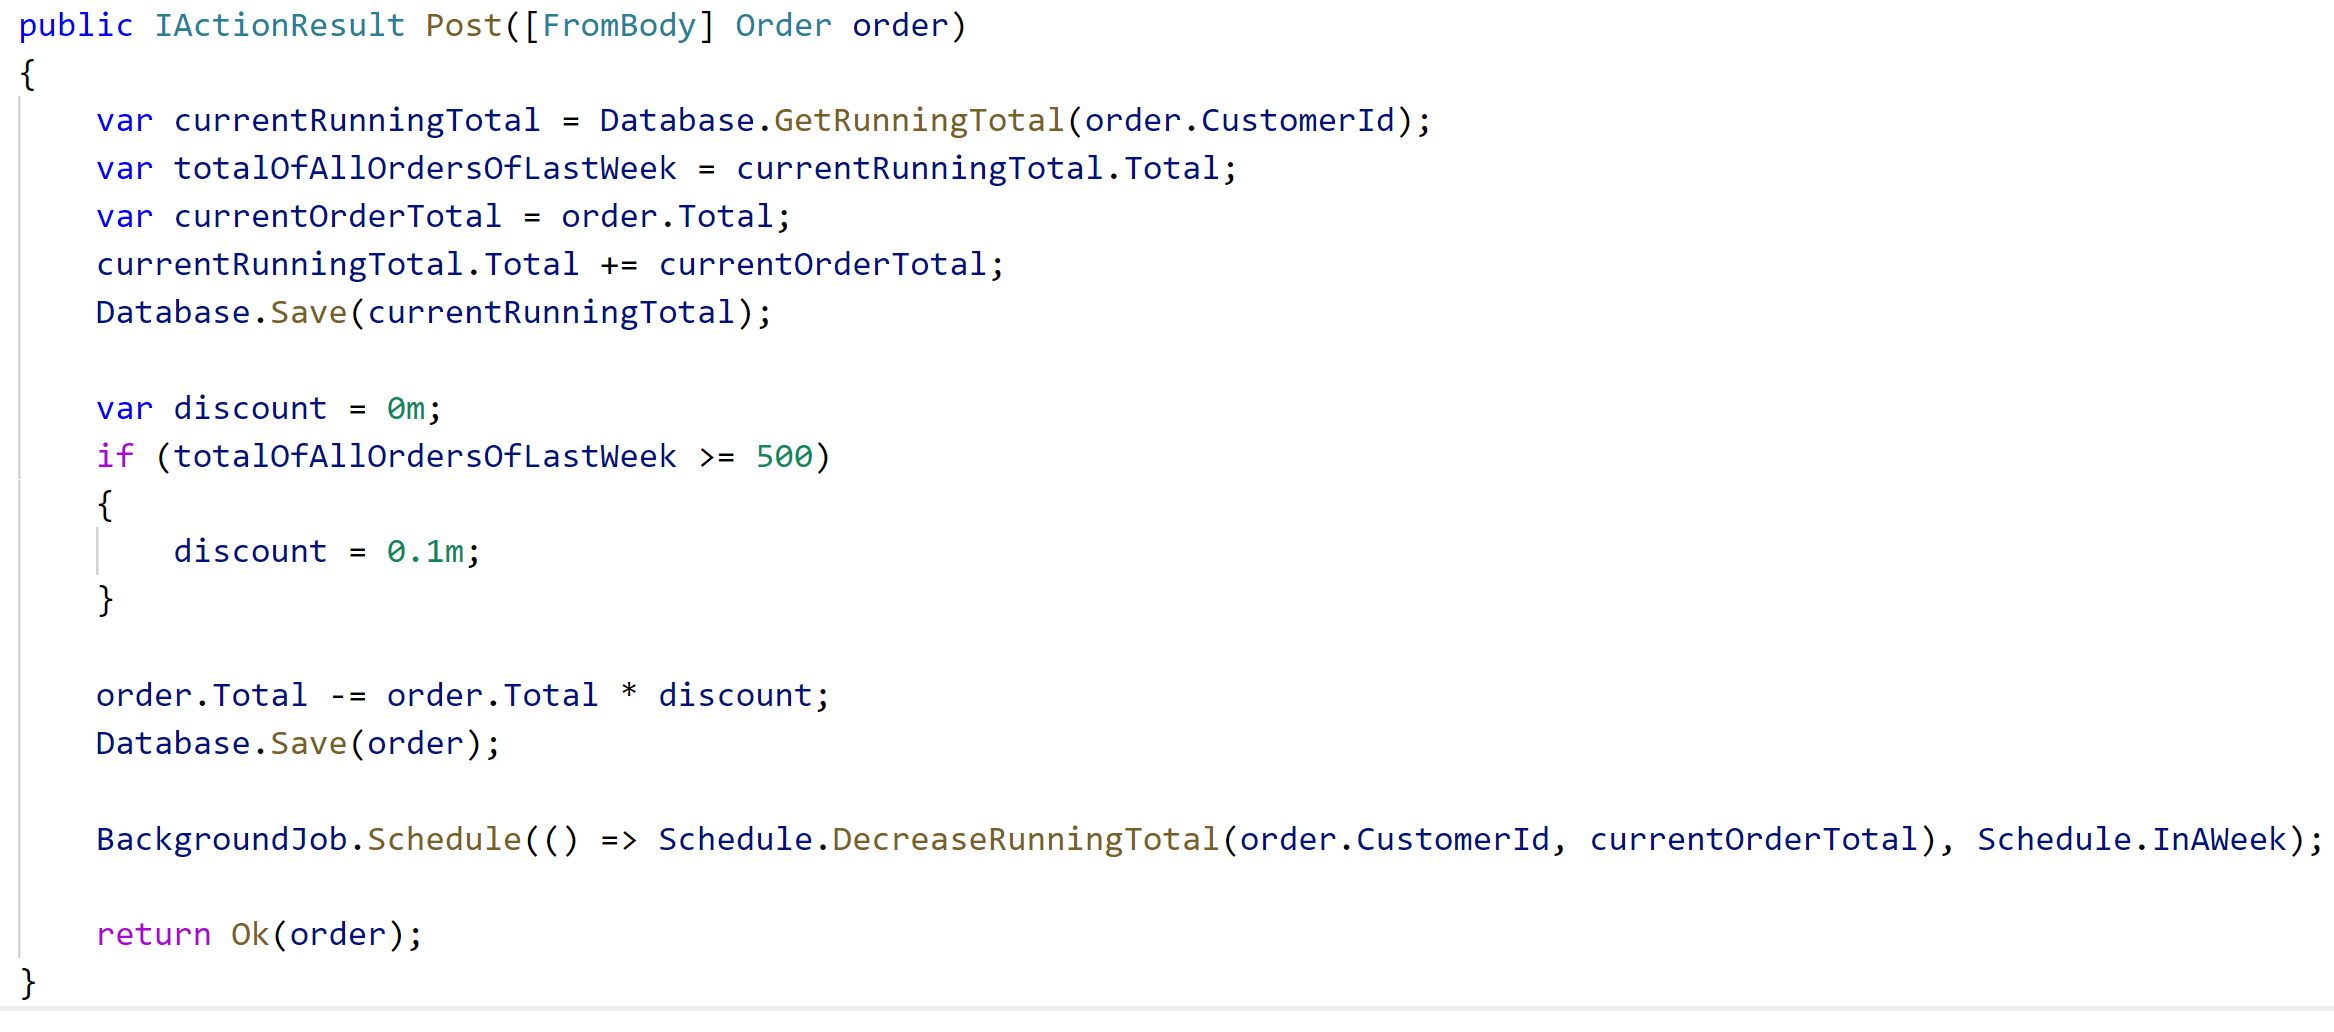 public IActionResult Post([FromBody] Order order)
{
    var currentRunningTotal = Database.GetRunningTotal(order.CustomerId);
    var totalOfAllOrdersOfLastWeek = currentRunningTotal.Total;
    var currentOrderTotal = order.Total;
    currentRunningTotal.Total += currentOrderTotal;
    Database.Save(currentRunningTotal);

    var discount = 0m;
    if (totalOfAllOrdersOfLastWeek >= 500)
    {
        discount = 0.1m;
    }

    order.Total -= order.Total * discount;
    Database.Save(order);

    BackgroundJob.Schedule(() => Schedule.DecreaseRunningTotal(order.CustomerId, currentOrderTotal), Schedule.InAWeek);

    return Ok(order);
}